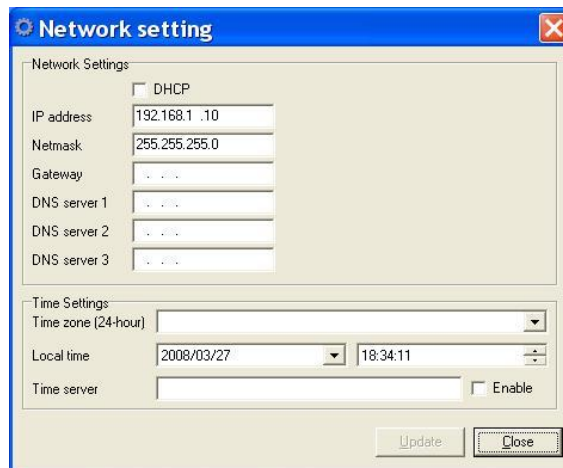 Network setting
Network Settings
DHCP
IP address 192.168.1 .10
Netmask 255.255.255.0
Gateway . . .
DNS server 1 . . .
DNS server 2 . . .
DNS server 3 . . .
Time Settings
Time zone (24-hour)
Local time 2008/03/27 18:34:11
Time server Enable
Update Close